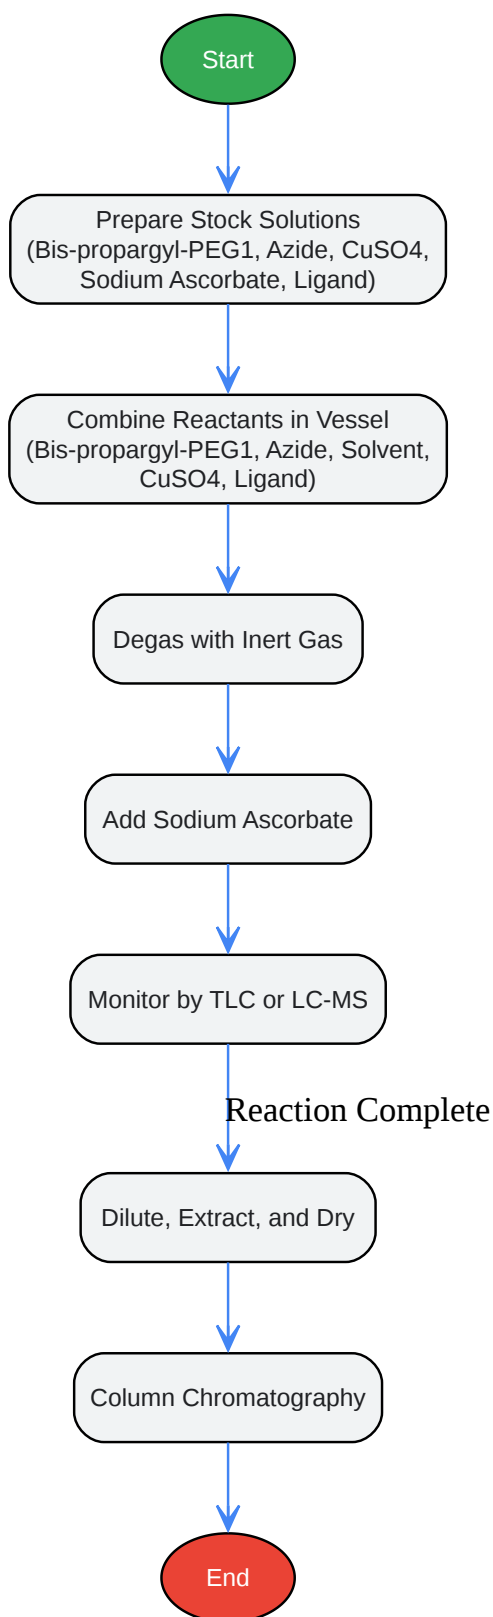 Start
Prepare Stock Solutions
(Bis-propargyl-PEG1, Azide, CuSO4,
Sodium Ascorbate, Ligand)
Combine Reactants in Vessel
(Bis-propargyl-PEG1, Azide, Solvent,
CuSO4, Ligand)
Degas with Inert Gas
Add Sodium Ascorbate
Monitor by TLC or LC-MS
Reaction Complete
Dilute, Extract, and Dry
Column Chromatography
End